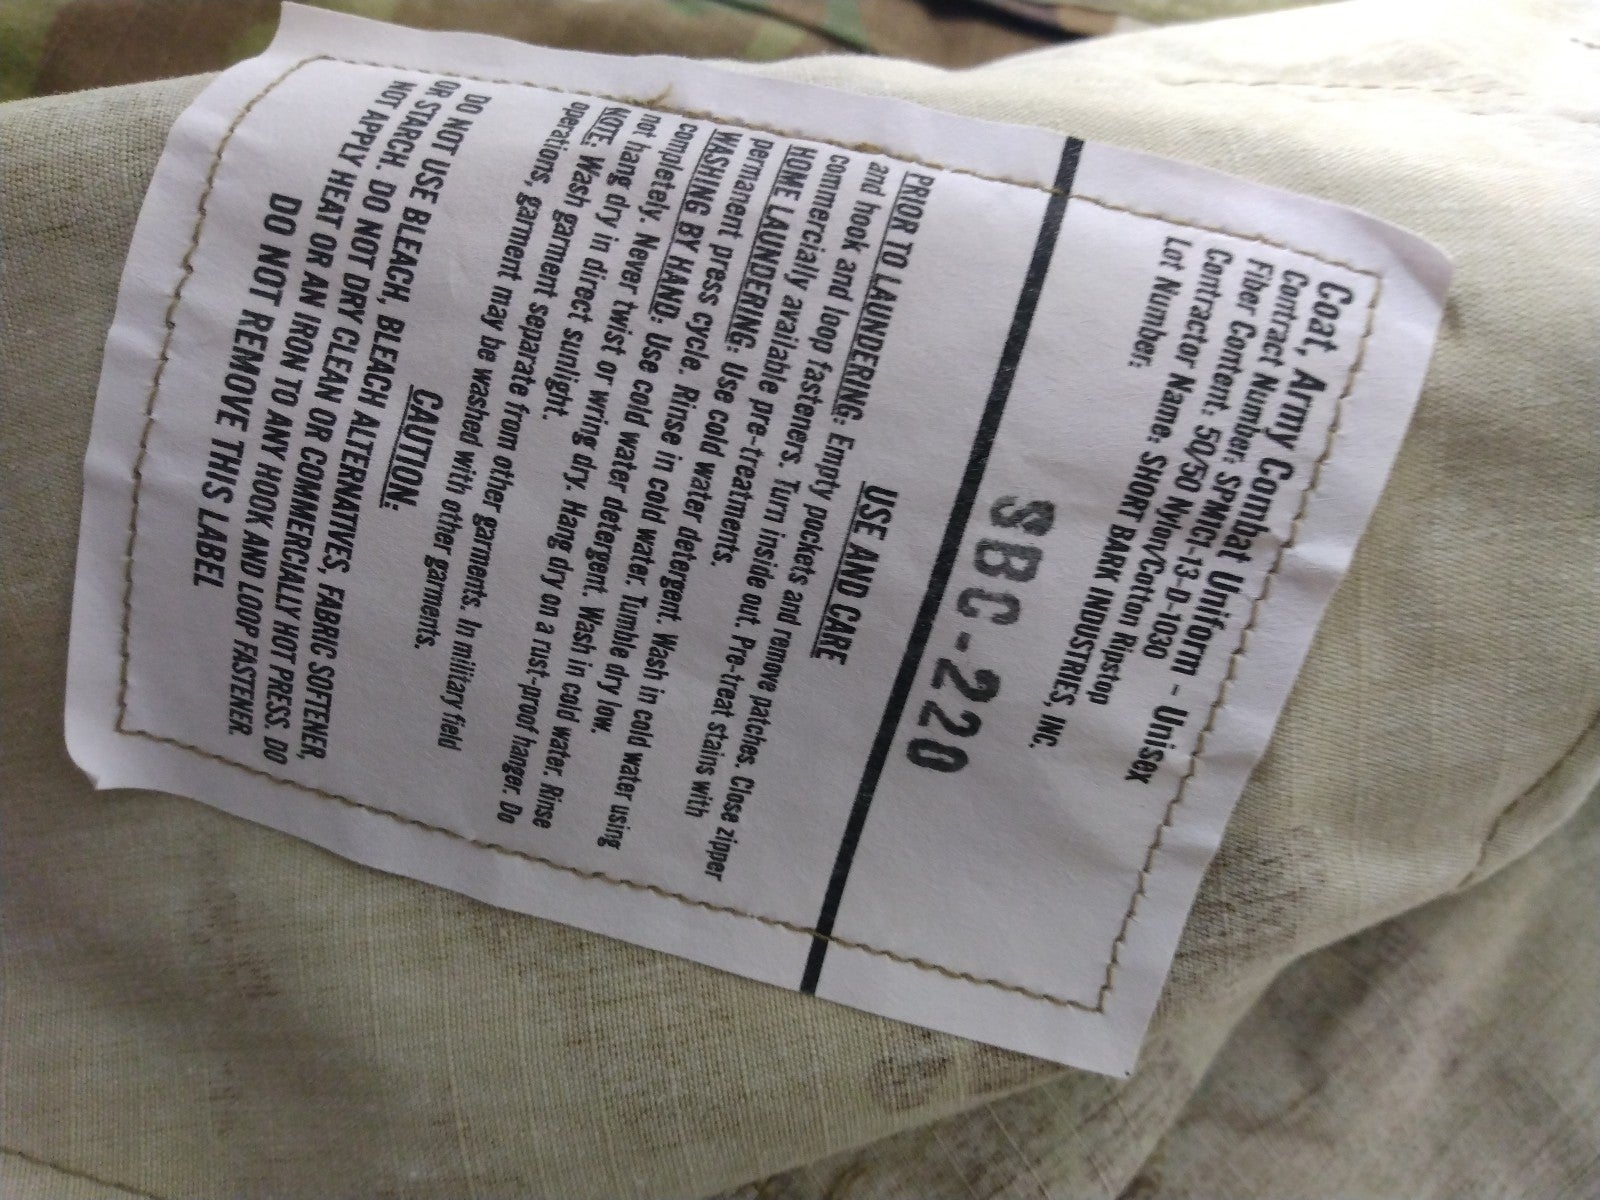 Coat, Army Combat Uniform - Unisex
Contract Number: SPM1C1-13-D-1030
Fiber Content: 50/50 Nylon/Cotton Ripstop
Contractor Name: SHORT BARK INDUSTRIES, INC.
Lot Number:
SBC-220
USE AND CARE
PRIOR TO LAUNDERING: Empty pockets and remove patches. Close zipper
and hook and loop fasteners. Turn inside out. Pre-treat stains with
commercially available pre-treatments.
HOME LAUNDERING: Use cold water detergent. Wash in cold water using
permanent press cycle. Rinse in cold water. Tumble dry low.
WASHING BY HAND: Use cold water detergent. Wash in cold water. Rinse
completely. Never twist or wring dry. Hang dry on a rust-proof hanger. Do
not hang dry in direct sunlight.
NOTE: Wash garment separate from other garments. In military field
operations, garment may be washed with other garments.
CAUTION:
DO NOT USE BLEACH, BLEACH ALTERNATIVES, FABRIC SOFTENER,
OR STARCH. DO NOT DRY CLEAN OR COMMERCIALLY HOT PRESS. DO
NOT APPLY HEAT OR AN IRON TO ANY HOOK AND LOOP FASTENER.
DO NOT REMOVE THIS LABEL